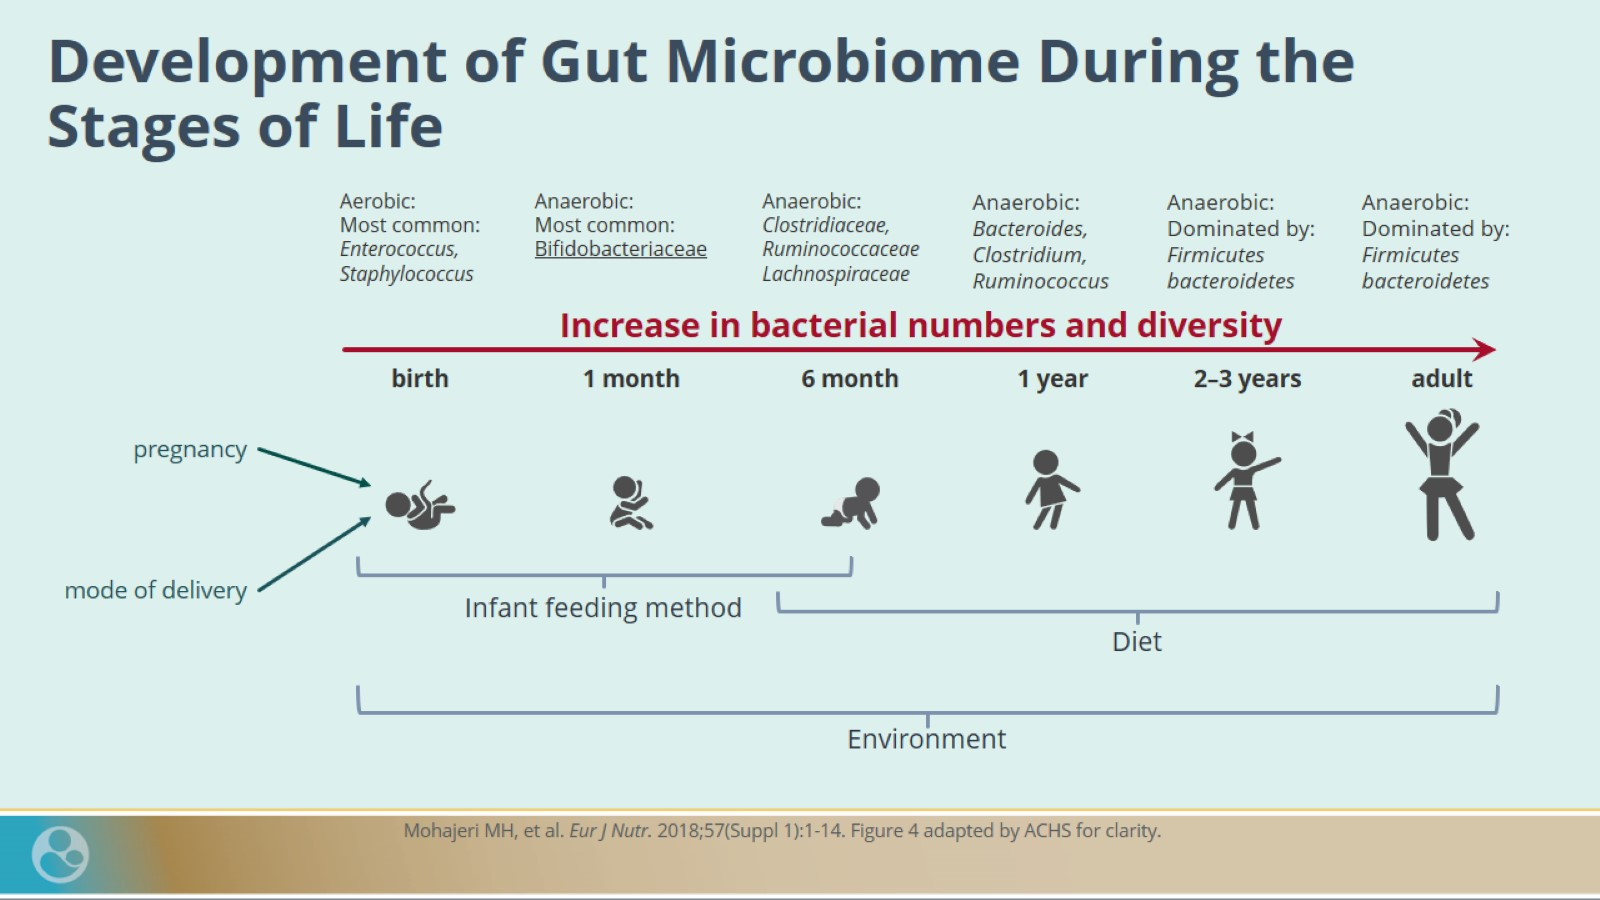 Development of Gut Microbiome During the
Stages of Life
Aerobic:
Most common:
Enterococcus,
Staphylococcus
Anaerobic:
Most common:
Bifidobacteriaceae
Anaerobic:
Clostridiaceae,
Ruminococcaceae
Lachnospiraceae
Anaerobic:
Bacteroides,
Clostridium,
Ruminococcus
Anaerobic:
Dominated by:
Firmicutes
bacteroidetes
Anaerobic:
Dominated by:
Firmicutes
bacteroidetes
Increase in bacterial numbers and diversity
birth
1 month
6 month
1 year
2–3 years
adult
pregnancy
mode of delivery
Infant feeding method
Diet
Environment
Mohajeri MH, et al. Eur J Nutr. 2018;57(Suppl 1):1-14. Figure 4 adapted by ACHS for clarity.